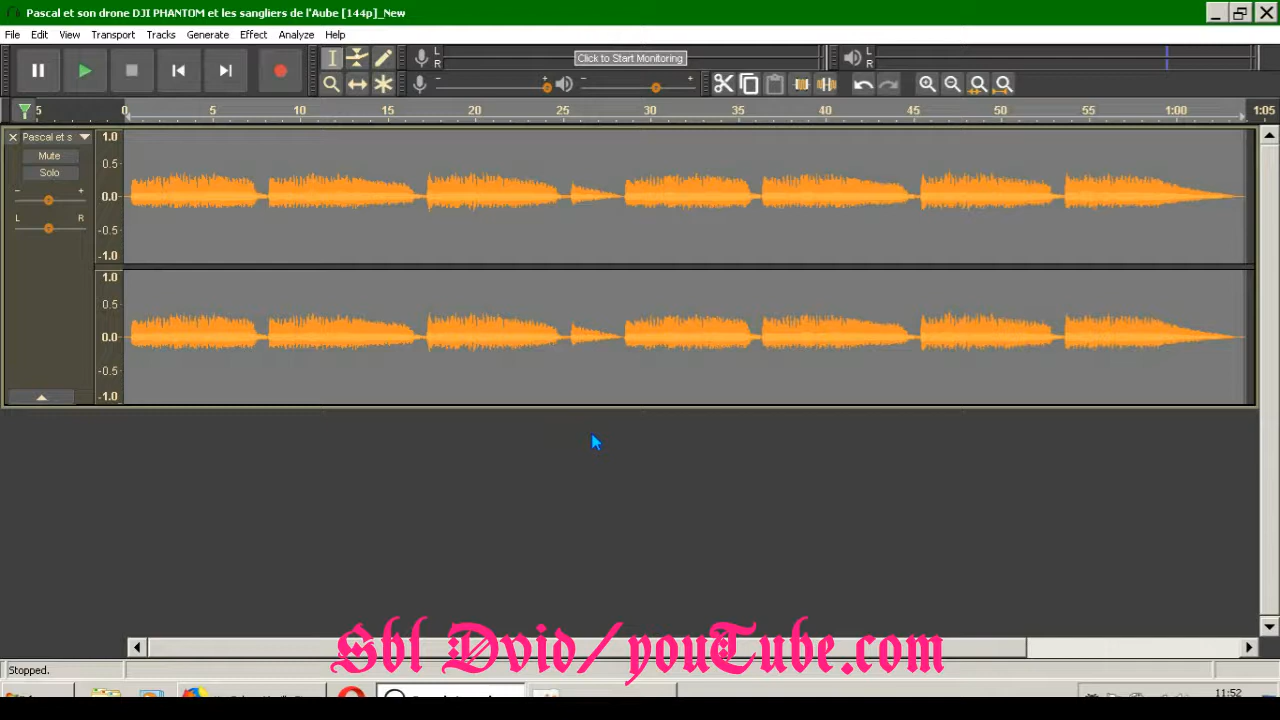 Pascal et son drone DJI PHANTOM et les sangliers de l'Aube [144p]_New
File Edit View Transport Tracks Generate Effect Analyze Help
L
R
Click to Start Monitoring
L
R
- + - +
5 0 5 10 15 20 25 30 35 40 45 50 55 1:00 1:05
Pascal et s
Mute
Solo
- +
L R
1.0
0.5
0.0
-0.5
-1.0
1.0
0.5
0.0
-0.5
-1.0
Sbl Dvid/youTube.com
Stopped.
11:52